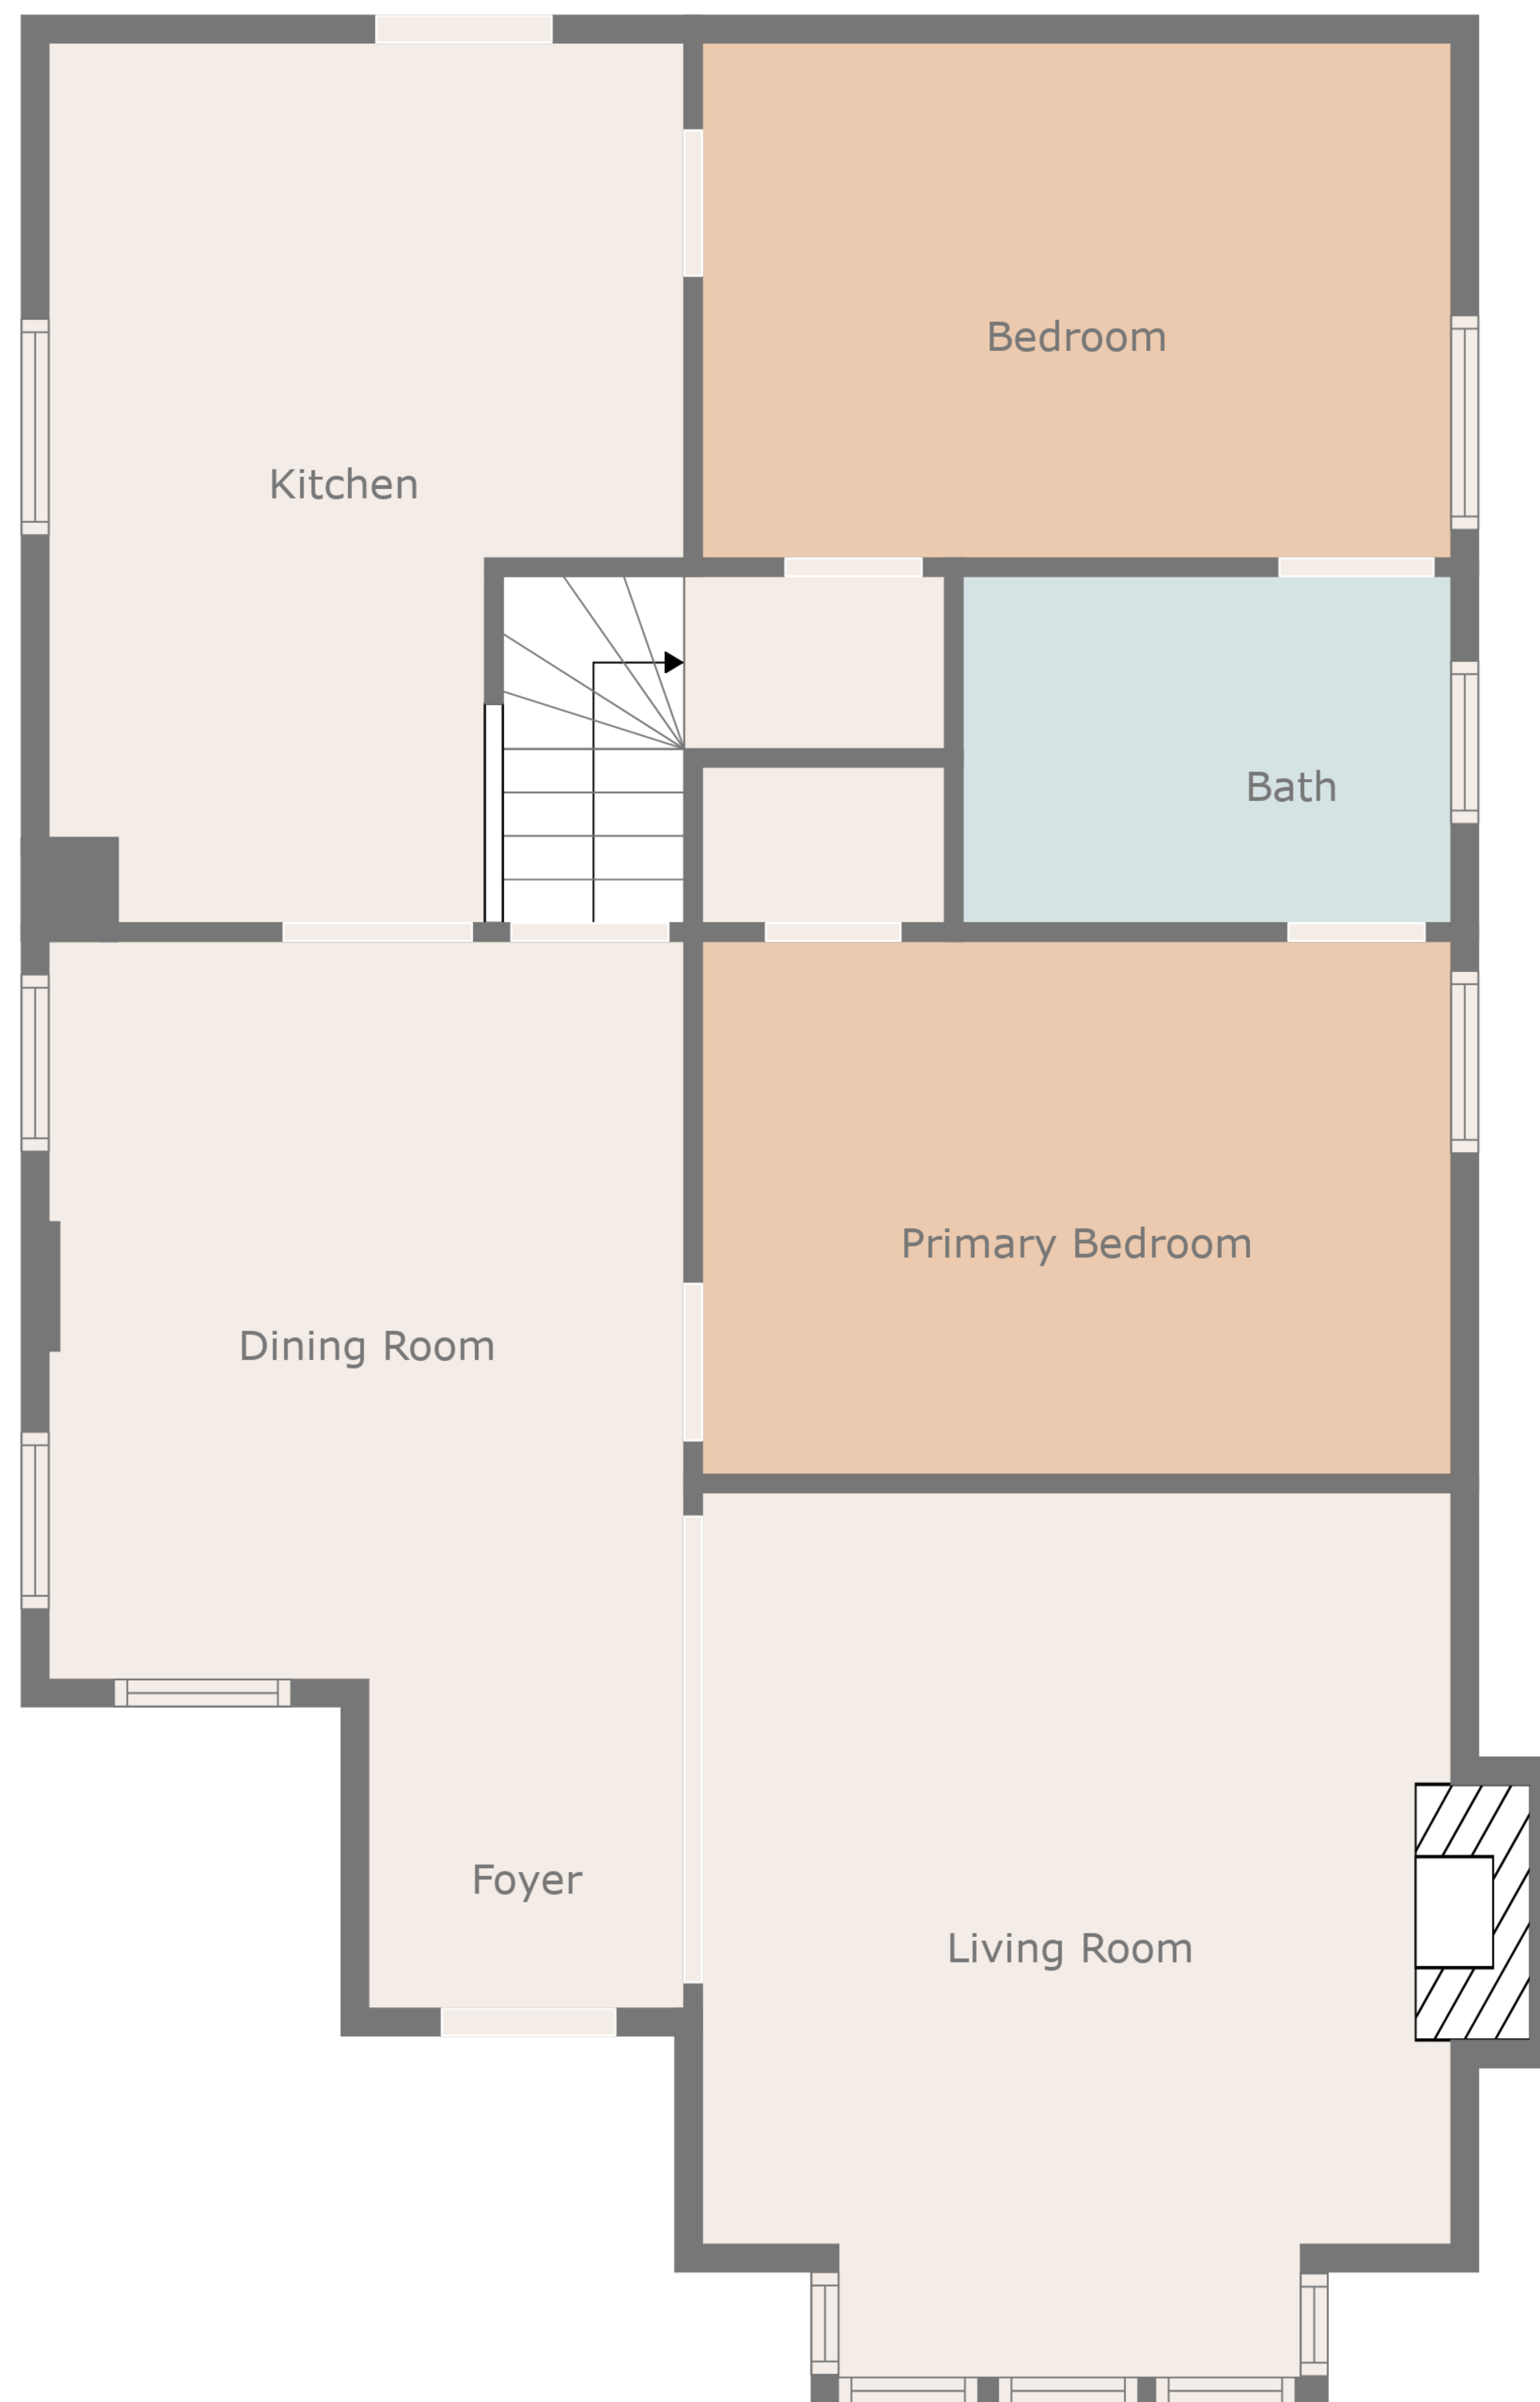 Bedroom
Kitchen
Bath
Primary Bedroom
Dining Room
Foyer
Living Room